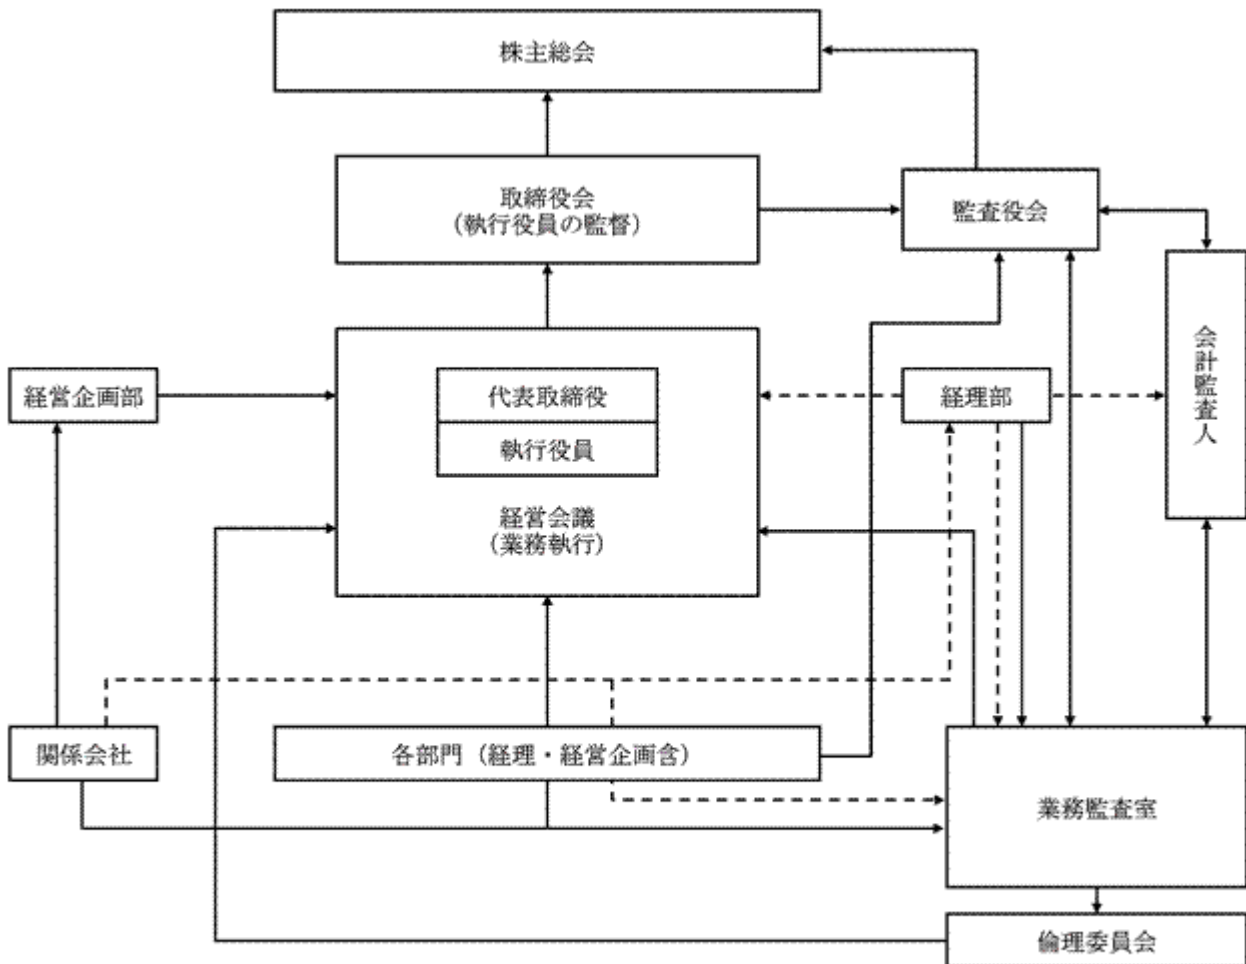 株主総会
取締役会
（執行役員の監督）
監査役会
会計監査人
経営企画部
代表取締役
執行役員
経理部
経営会議
（業務執行）
関係会社
各部門（経理・経営企画含）
業務監査室
倫理委員会